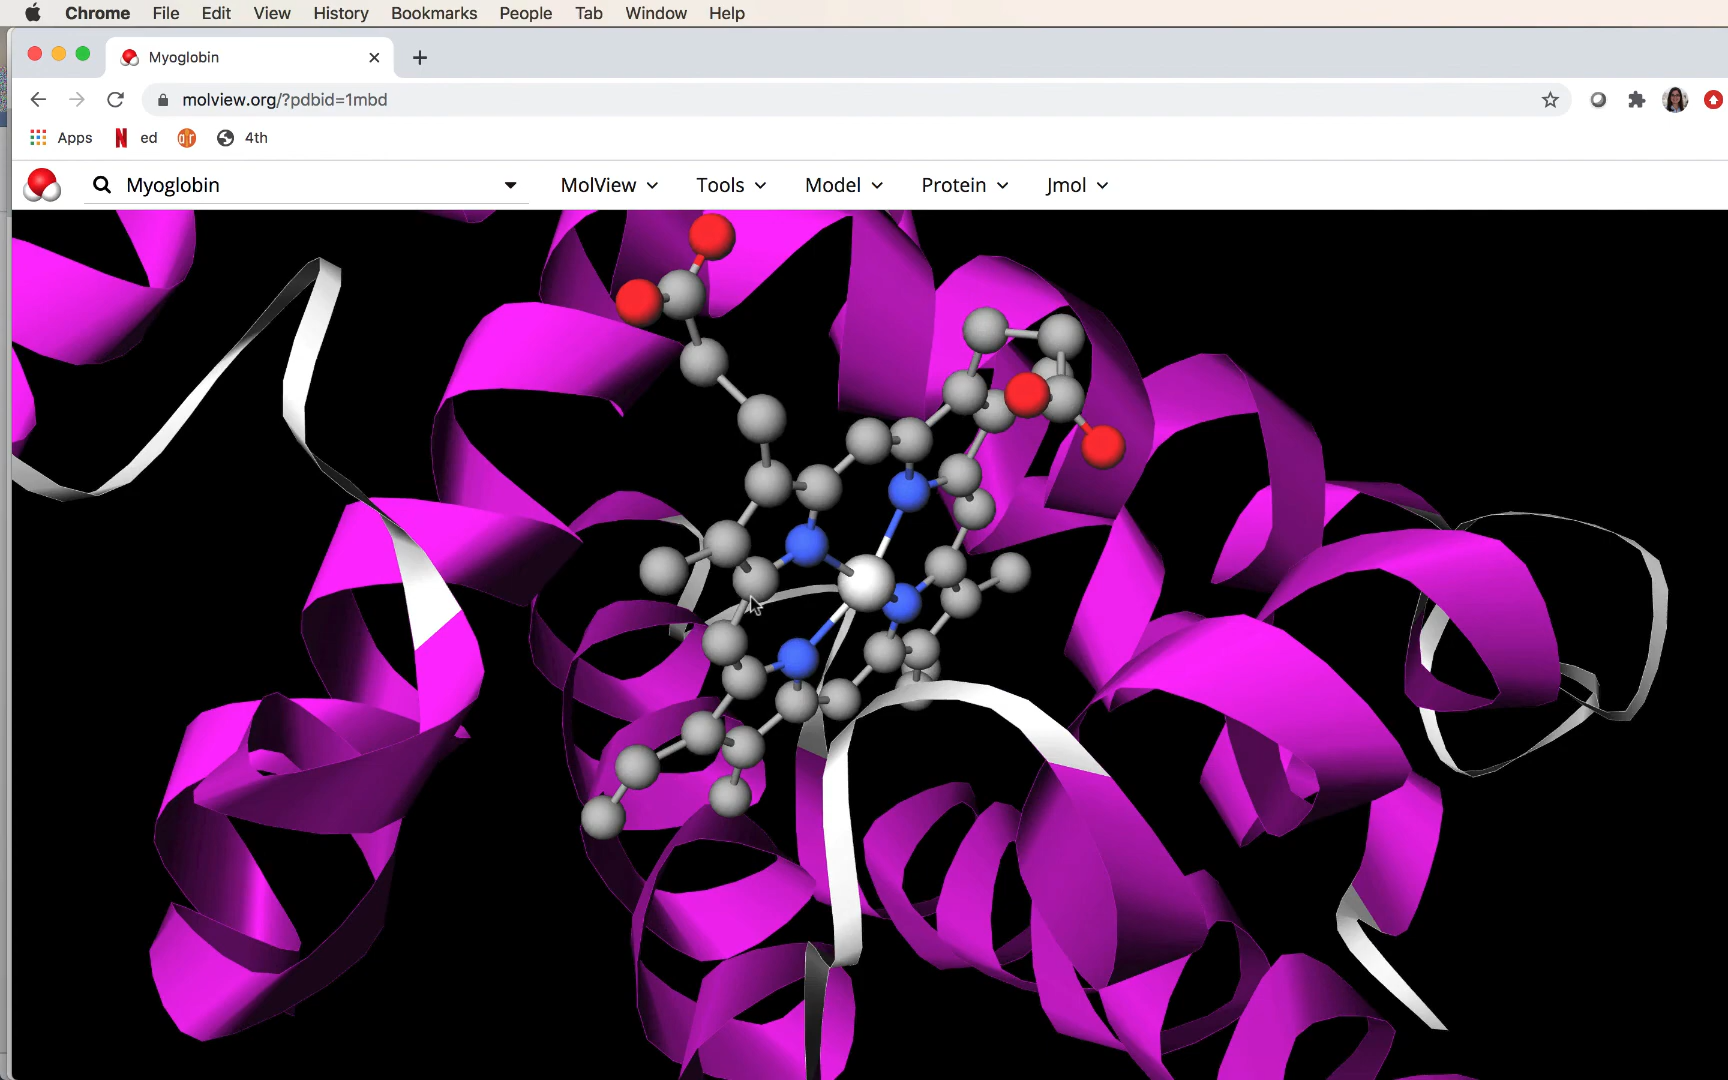 Chrome File Edit View History Bookmarks People Tab Window Help
Myoglobin
molview.org/?pdbid=1mbd
Apps N ed 4th
Myoglobin MolView Tools Model Protein Jmol